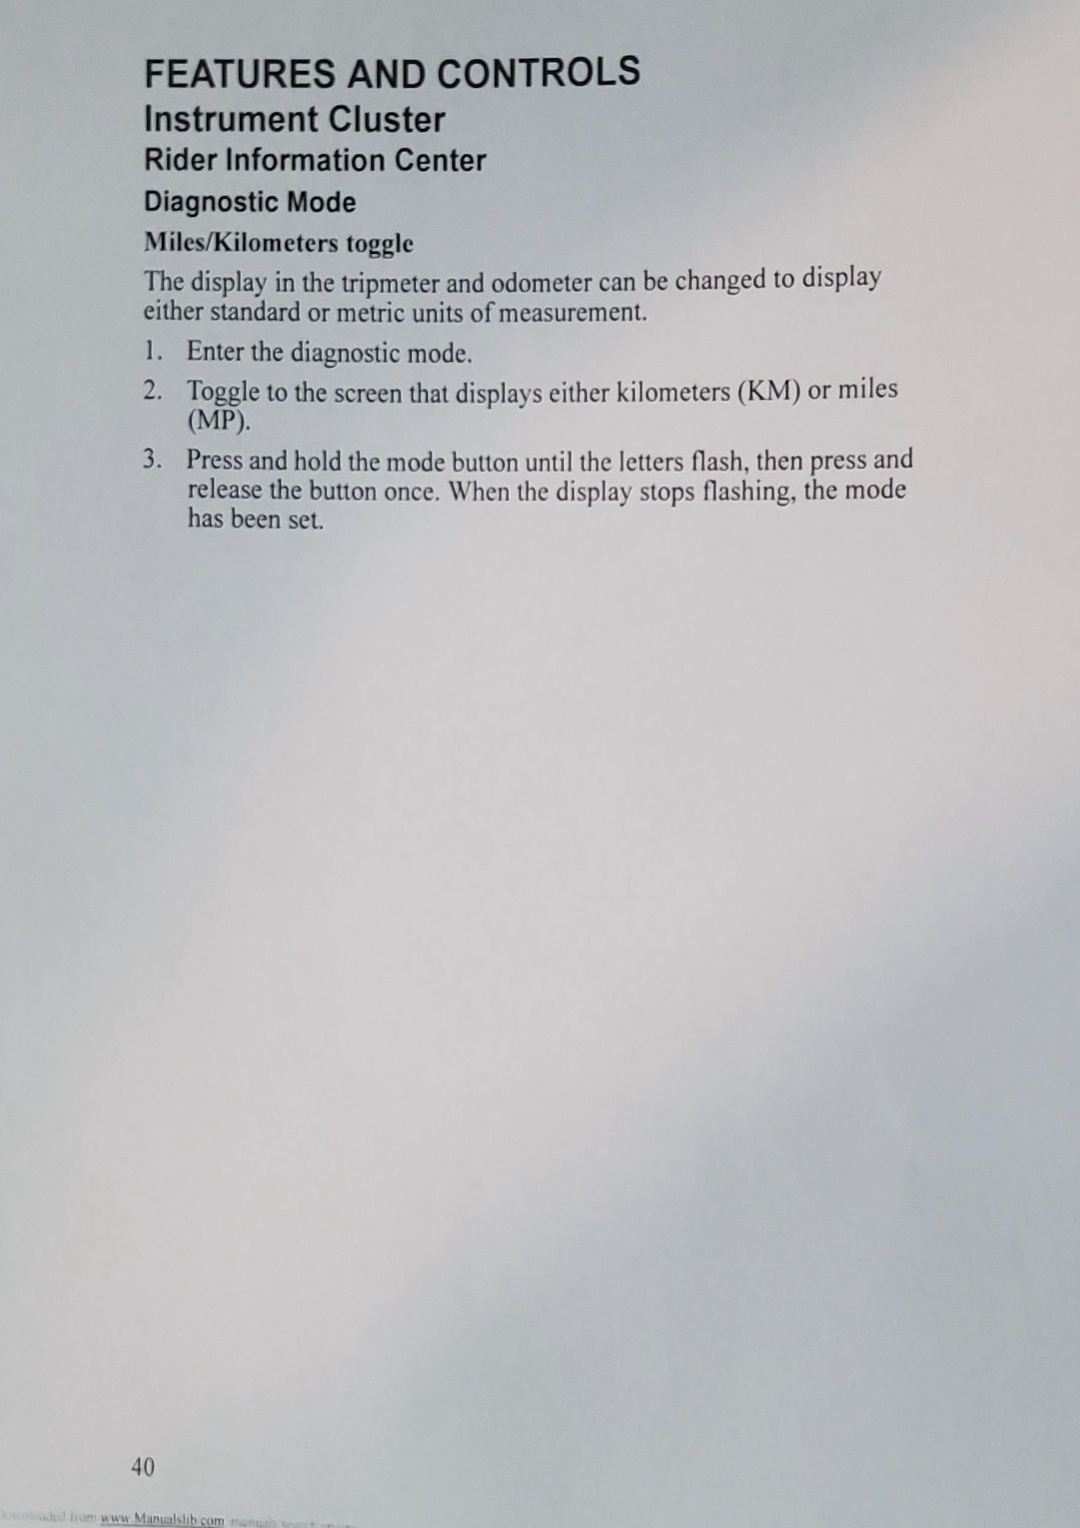 FEATURES AND CONTROLS
Instrument Cluster
Rider Information Center
Diagnostic Mode
Miles/Kilometers toggle
The display in the tripmeter and odometer can be changed to display
either standard or metric units of measurement.
1. Enter the diagnostic mode.
2. Toggle to the screen that displays either kilometers (KM) or miles
(MP).
3. Press and hold the mode button until the letters flash, then press and
release the button once. When the display stops flashing, the mode
has been set.
40
Downloaded from www.Manualslib.com manuals search